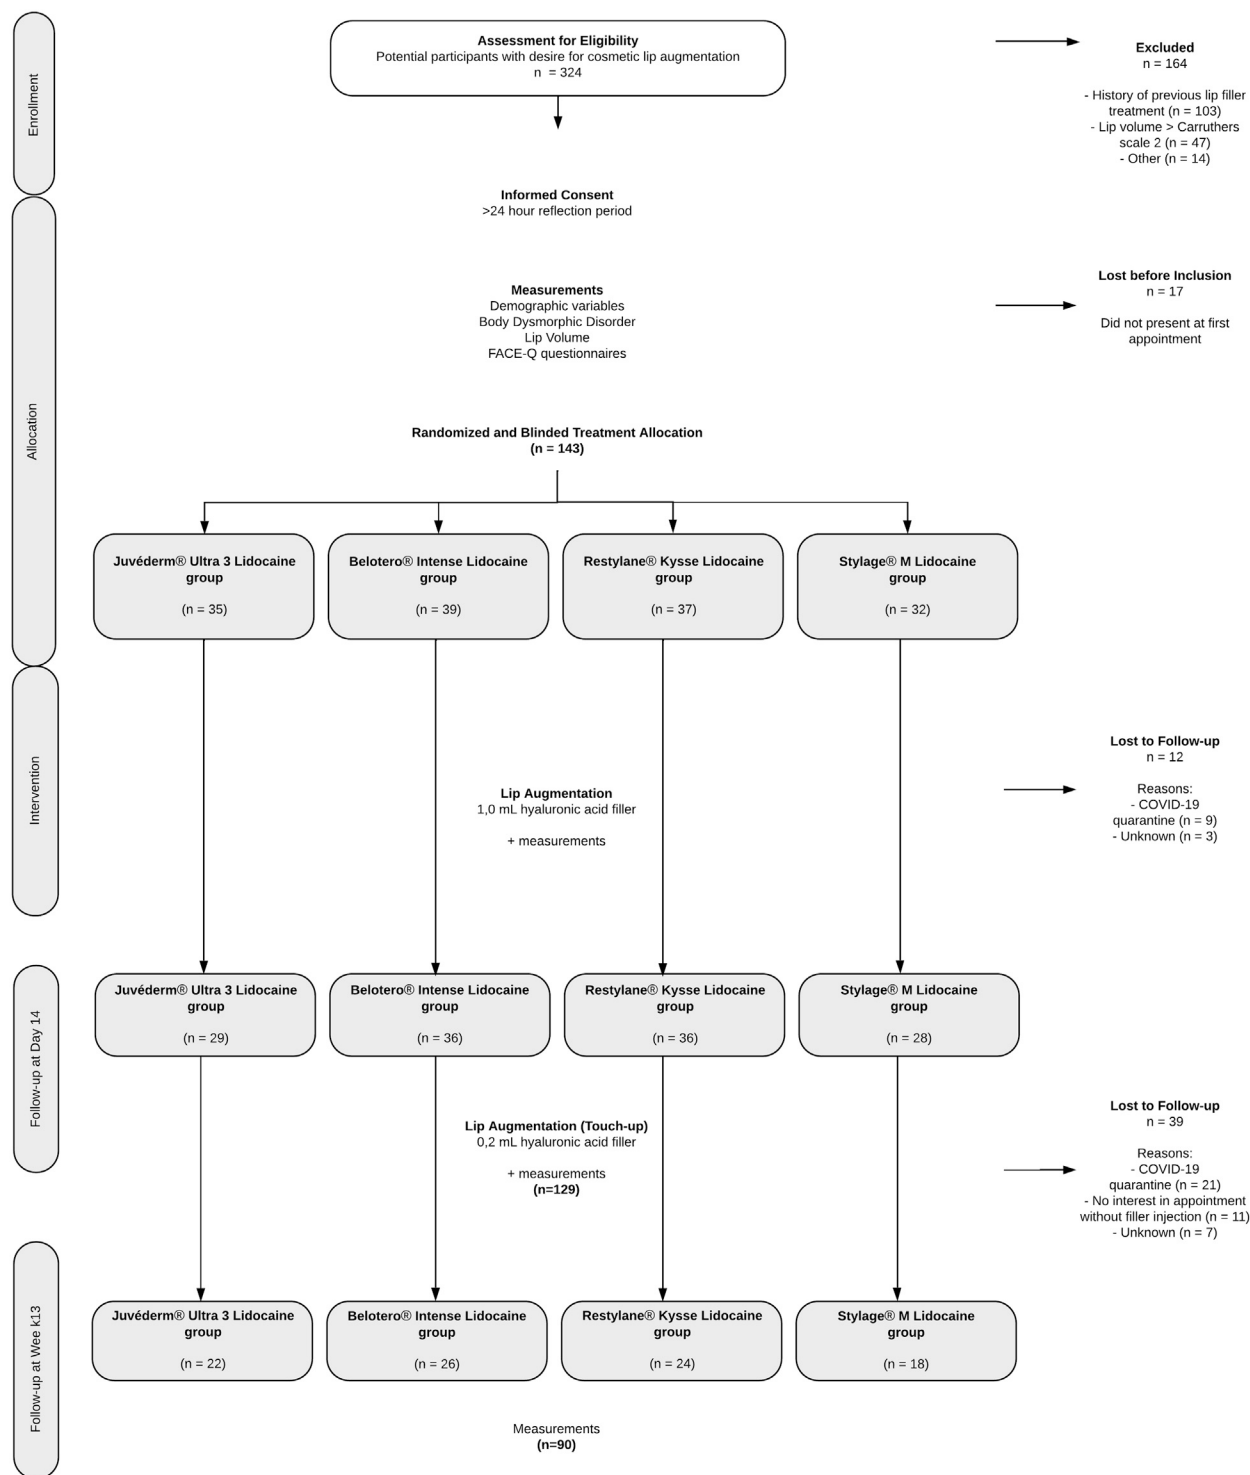 Enrollment
Assessment for Eligibility
Potential participants with desire for cosmetic lip augmentation
n = 324
Excluded
n = 164
- History of previous lip filler
treatment (n = 103)
- Lip volume > Carruthers
scale 2 (n = 47)
- Other (n = 14)
Informed Consent
>24 hour reflection period
Allocation
Measurements
Demographic variables
Body Dysmorphic Disorder
Lip Volume
FACE-Q questionnaires
Lost before Inclusion
n = 17
Did not present at first
appointment
Randomized and Blinded Treatment Allocation
(n = 143)
Juvéderm® Ultra 3 Lidocaine
group
(n = 35)
Belotero® Intense Lidocaine
group
(n = 39)
Restylane® Kysse Lidocaine
group
(n = 37)
Stylage® M Lidocaine
group
(n = 32)
Intervention
Lip Augmentation
1,0 mL hyaluronic acid filler
+ measurements
Lost to Follow-up
n = 12
Reasons:
- COVID-19
quarantine (n = 9)
- Unknown (n = 3)
Follow-up at Day 14
Juvéderm® Ultra 3 Lidocaine
group
(n = 29)
Belotero® Intense Lidocaine
group
(n = 36)
Restylane® Kysse Lidocaine
group
(n = 36)
Stylage® M Lidocaine
group
(n = 28)
Lip Augmentation (Touch-up)
0,2 mL hyaluronic acid filler
+ measurements
(n=129)
Lost to Follow-up
n = 39
Reasons:
- COVID-19
quarantine (n = 21)
- No interest in appointment
without filler injection (n = 11)
- Unknown (n = 7)
Follow-up at Wee k13
Juvéderm® Ultra 3 Lidocaine
group
(n = 22)
Belotero® Intense Lidocaine
group
(n = 26)
Restylane® Kysse Lidocaine
group
(n = 24)
Stylage® M Lidocaine
group
(n = 18)
Measurements
(n=90)